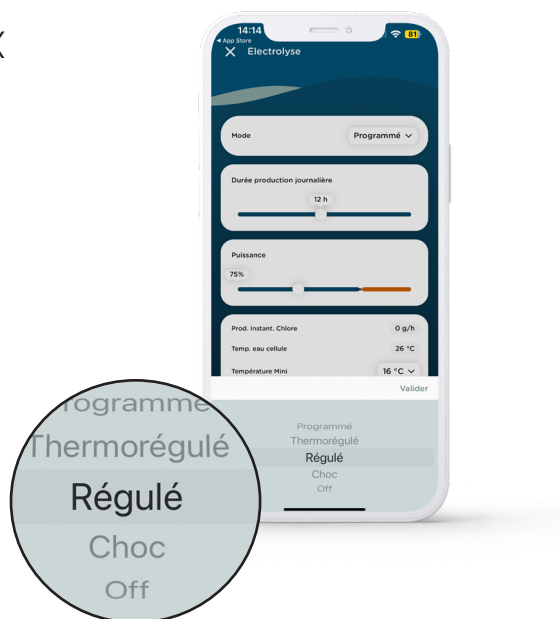 14:14
81
App Store
Electrolyse
Mode
Programmé
Durée production journalière
12 h
Puissance
75%
Prod. Instant. Chlore
0 g/h
Temp. eau cellule
26 °C
Température Mini
16 °C
Valider
Programmé
Thermorégulé
Régulé
Choc
Off
Thermorégulé
Régulé
Choc
Off